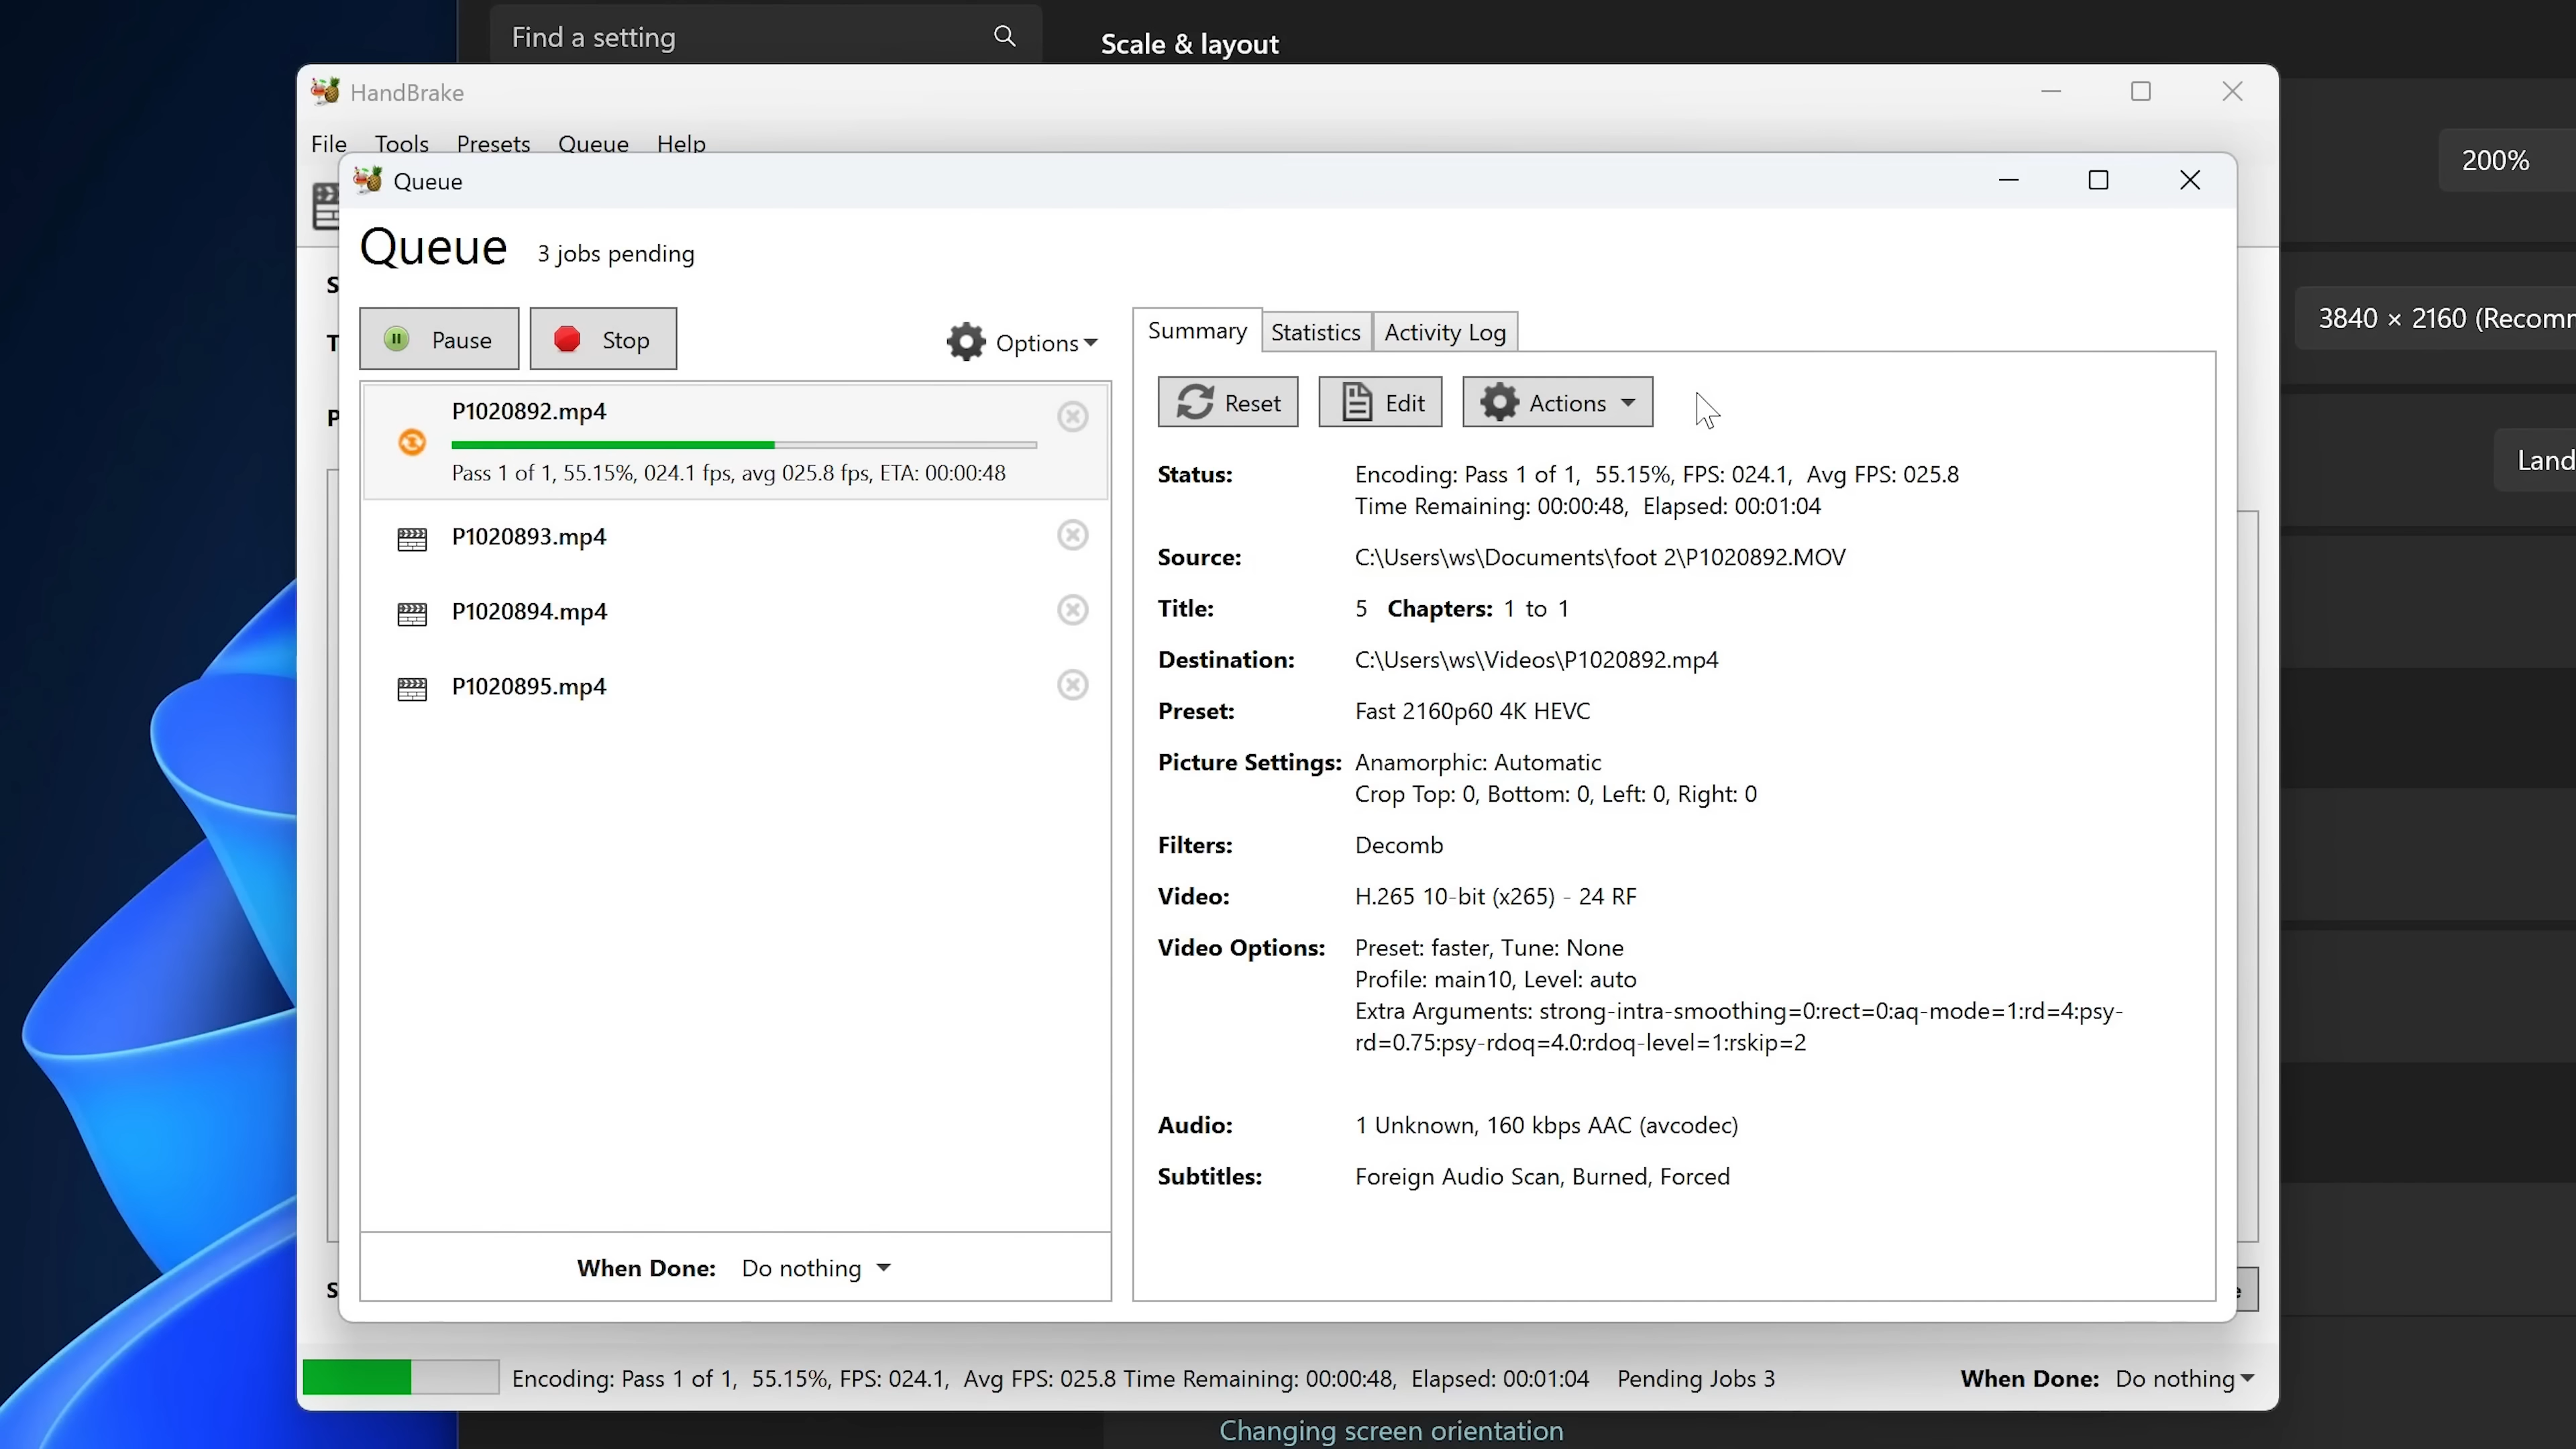 Find a setting
Scale & layout
HandBrake
File Tools Presets Queue Help
200%
Queue
Queue 3 jobs pending
Pause Stop Options
Summary Statistics Activity Log
3840 × 2160 (Recomm
Reset Edit Actions
P1020892.mp4
Pass 1 of 1, 55.15%, 024.1 fps, avg 025.8 fps, ETA: 00:00:48
P1020893.mp4
P1020894.mp4
P1020895.mp4
When Done: Do nothing
Status: Encoding: Pass 1 of 1, 55.15%, FPS: 024.1, Avg FPS: 025.8
Time Remaining: 00:00:48, Elapsed: 00:01:04
Source: C:\Users\ws\Documents\foot 2\P1020892.MOV
Title: 5 Chapters: 1 to 1
Destination: C:\Users\ws\Videos\P1020892.mp4
Preset: Fast 2160p60 4K HEVC
Picture Settings: Anamorphic: Automatic
Crop Top: 0, Bottom: 0, Left: 0, Right: 0
Filters: Decomb
Video: H.265 10-bit (x265) - 24 RF
Video Options: Preset: faster, Tune: None
Profile: main10, Level: auto
Extra Arguments: strong-intra-smoothing=0:rect=0:aq-mode=1:rd=4:psy-
rd=0.75:psy-rdoq=4.0:rdoq-level=1:rskip=2
Audio: 1 Unknown, 160 kbps AAC (avcodec)
Subtitles: Foreign Audio Scan, Burned, Forced
Land
Encoding: Pass 1 of 1, 55.15%, FPS: 024.1, Avg FPS: 025.8 Time Remaining: 00:00:48, Elapsed: 00:01:04 Pending Jobs 3
When Done: Do nothing
Changing screen orientation